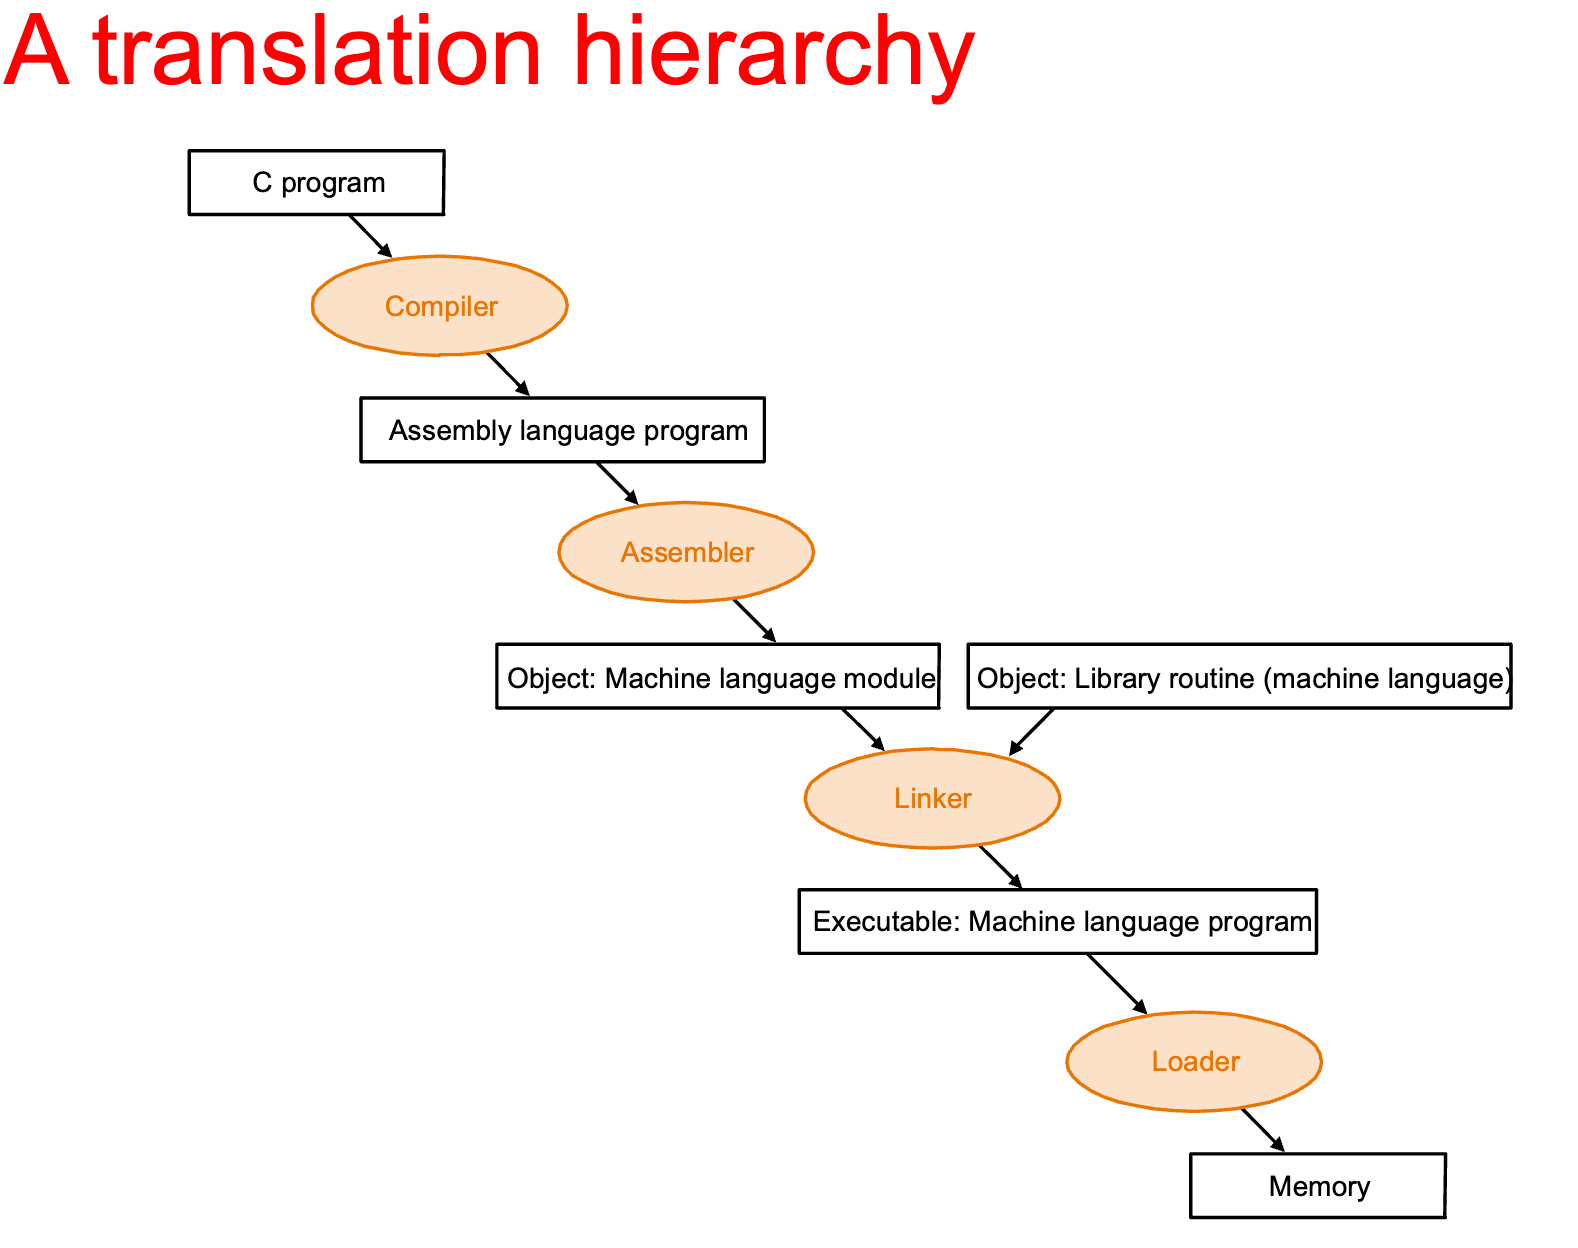 A translation hierarchy
C program
Compiler
Assembly language program
Assembler
Object: Machine language module
Object: Library routine (machine language)
Linker
Executable: Machine language program
Loader
Memory